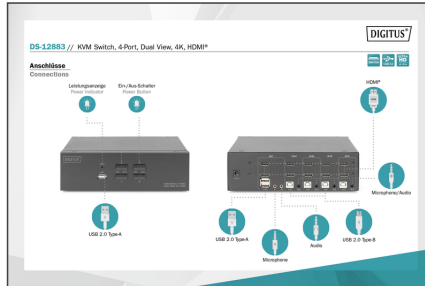 DIGITUS®
DS-12883 // KVM Switch, 4-Port, Dual View, 4K, HDMI®
Anschlüsse
Connections
Leistungsanzeige
Power Indicator
Ein-/Aus-Schalter
Power Button
HDMI®
DIGITUS
USB 2.0 Type-A
USB 2.0 Type-A
Microphone
Audio
USB 2.0 Type-B
Microphone/Audio